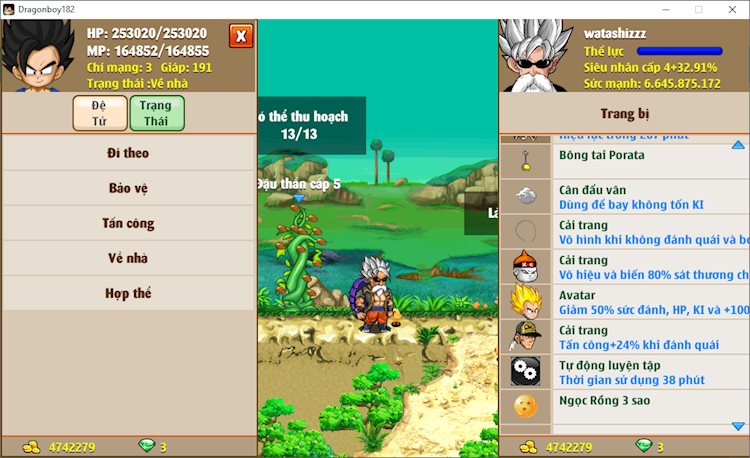 Dragonboy182
HP: 253020/253020
MP: 164852/164855
Chí mạng: 3 Giáp: 191
Trạng thái :Về nhà
X
Đệ Tử
Trạng Thái
Đi theo
Bảo vệ
Tấn công
Về nhà
Hợp thể
4742279
3
ó thể thu hoạch
13/13
Đậu thần cấp 5
watashizzz
Thể lực
Siêu nhân cấp 4+32.91%
Sức mạnh: 6.645.875.172
Trang bị
Hiệu lực trong 207 phút
Bông tai Porata
Cân đẩu vân
Dùng để bay không tốn KI
Cải trang
Vô hình khi không đánh quái và b
Cải trang
Vô hiệu và biến 80% sát thương ch
Avatar
Giảm 50% sức đánh, HP, KI và +100
Cải trang
Tấn công+24% khi đánh quái
Tự động luyện tập
Thời gian sử dụng 38 phút
Ngọc Rồng 3 sao
4742279
3